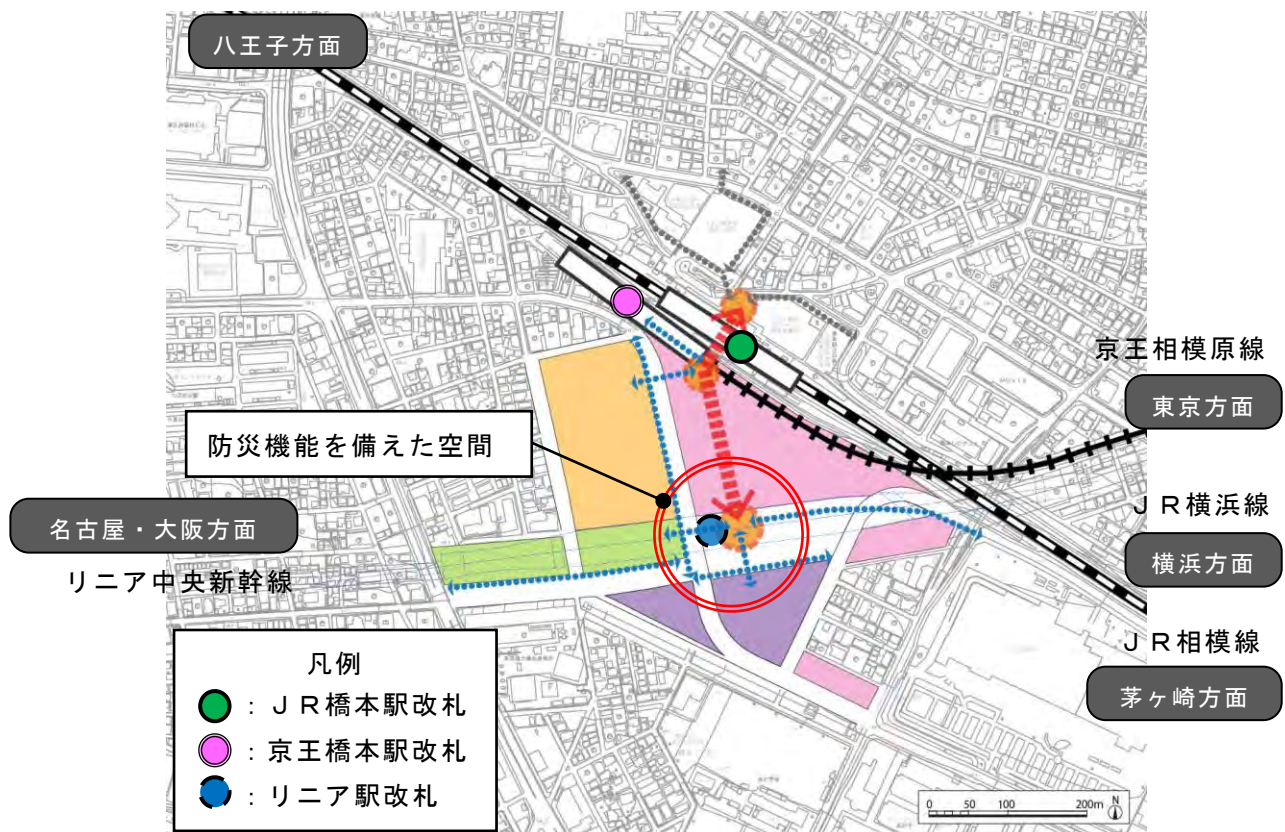 八王子方面
京王相模原線
東京方面
防災機能を備えた空間
ＪＲ横浜線
名古屋・大阪方面
横浜方面
リニア中央新幹線
ＪＲ相模線
茅ヶ崎方面
凡例
：ＪＲ橋本駅改札
：京王橋本駅改札
：リニア駅改札
0 50 100 200m
N